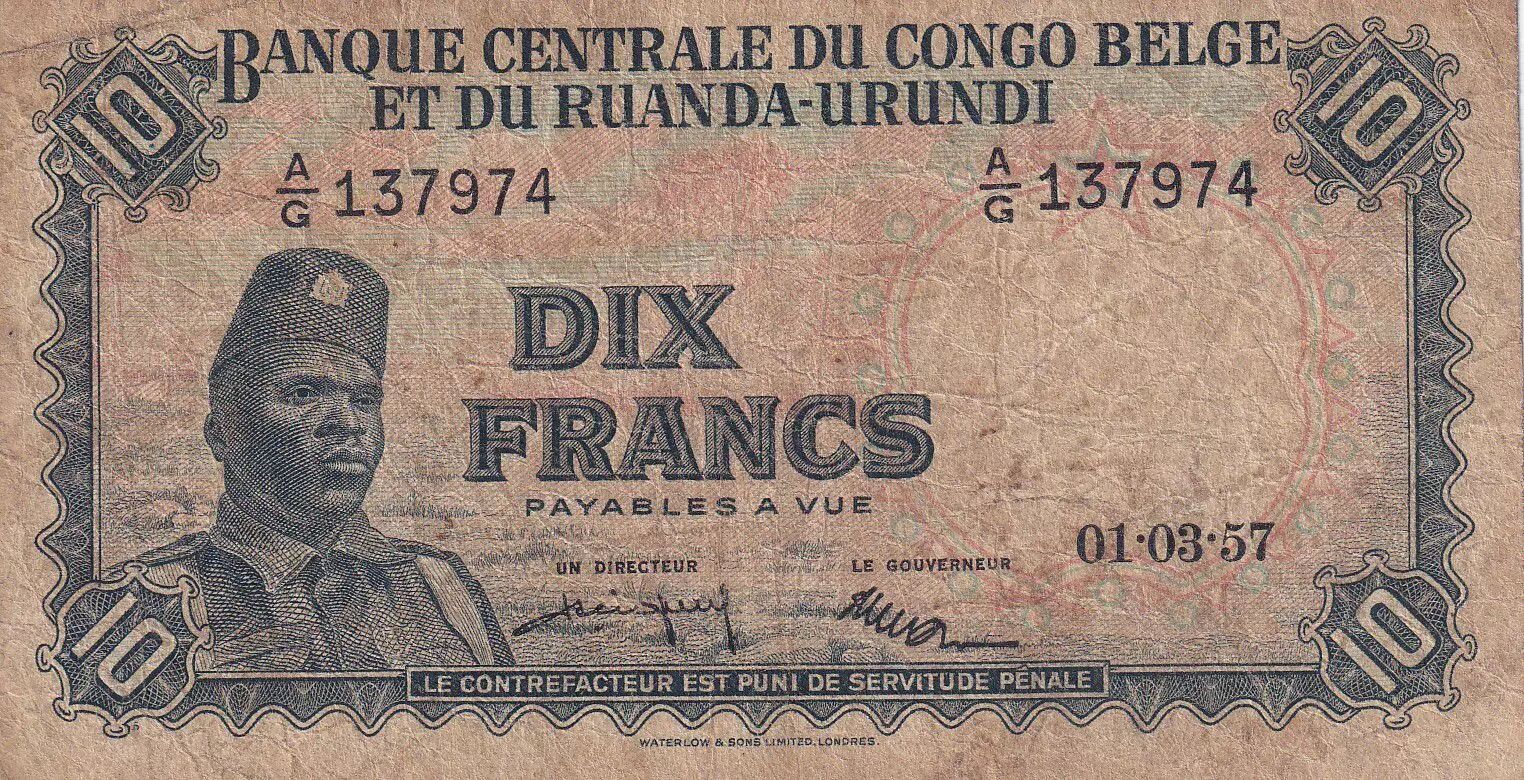 BANQUE CENTRALE DU CONGO BELGE
ET DU RUANDA-URUNDI
10
10
A/G 137974
A/G 137974
DIX
FRANCS
PAYABLES A VUE
UN DIRECTEUR
LE GOUVERNEUR
01·03·57
10
10
LE CONTREFACTEUR EST PUNI DE SERVITUDE PÉNALE
WATERLOW & SONS LIMITED, LONDRES.